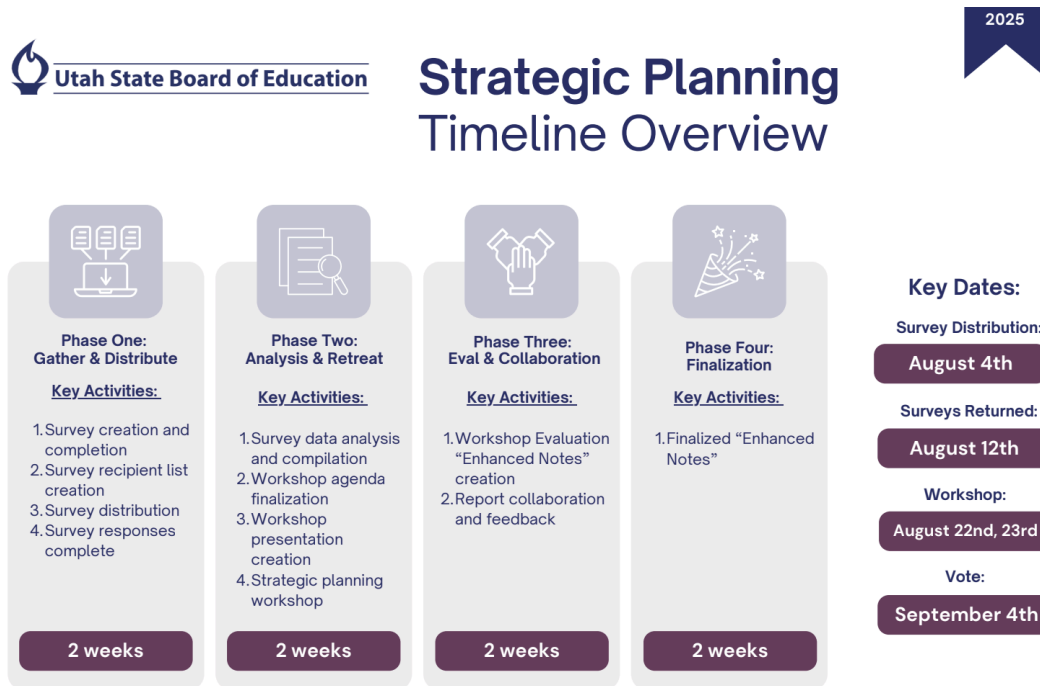 2025
Utah State Board of Education
Strategic Planning
Timeline Overview
Phase One:
Gather & Distribute
Key Activities:
1.Survey creation and
completion
2.Survey recipient list
creation
3.Survey distribution
4.Survey responses
complete
2 weeks
Phase Two:
Analysis & Retreat
Key Activities:
1.Survey data analysis
and compilation
2.Workshop agenda
finalization
3.Workshop
presentation
creation
4.Strategic planning
workshop
2 weeks
Phase Three:
Eval & Collaboration
Key Activities:
1.Workshop Evaluation
“Enhanced Notes”
creation
2.Report collaboration
and feedback
2 weeks
Phase Four:
Finalization
Key Activities:
1.Finalized “Enhanced
Notes”
2 weeks
Key Dates:
Survey Distribution:
August 4th
Surveys Returned:
August 12th
Workshop:
August 22nd, 23rd
Vote:
September 4th